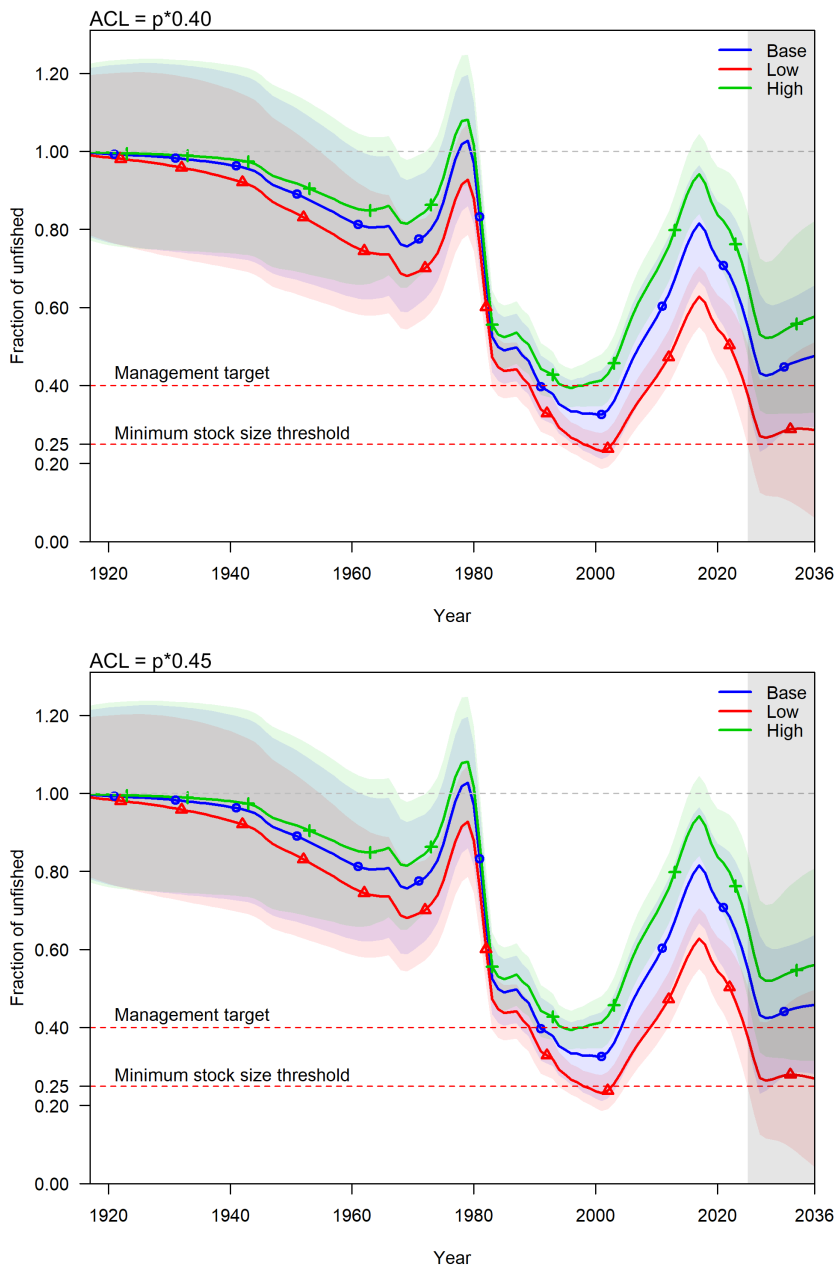 ACL = p*0.40
1.20
1.00
0.80
0.60
0.40
0.25
0.20
0.00
Fraction of unfished
Base
Low
High
Management target
Minimum stock size threshold
1920 1940 1960 1980 2000 2020 2036
Year
ACL = p*0.45
1.20
1.00
0.80
0.60
0.40
0.25
0.20
0.00
Fraction of unfished
Base
Low
High
Management target
Minimum stock size threshold
1920 1940 1960 1980 2000 2020 2036
Year